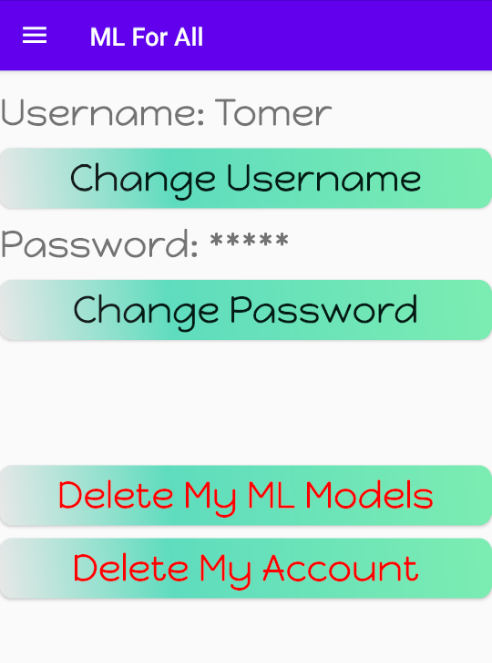 ML For All
Username: Tomer
Change Username
Password: *****
Change Password
Delete My ML Models
Delete My Account